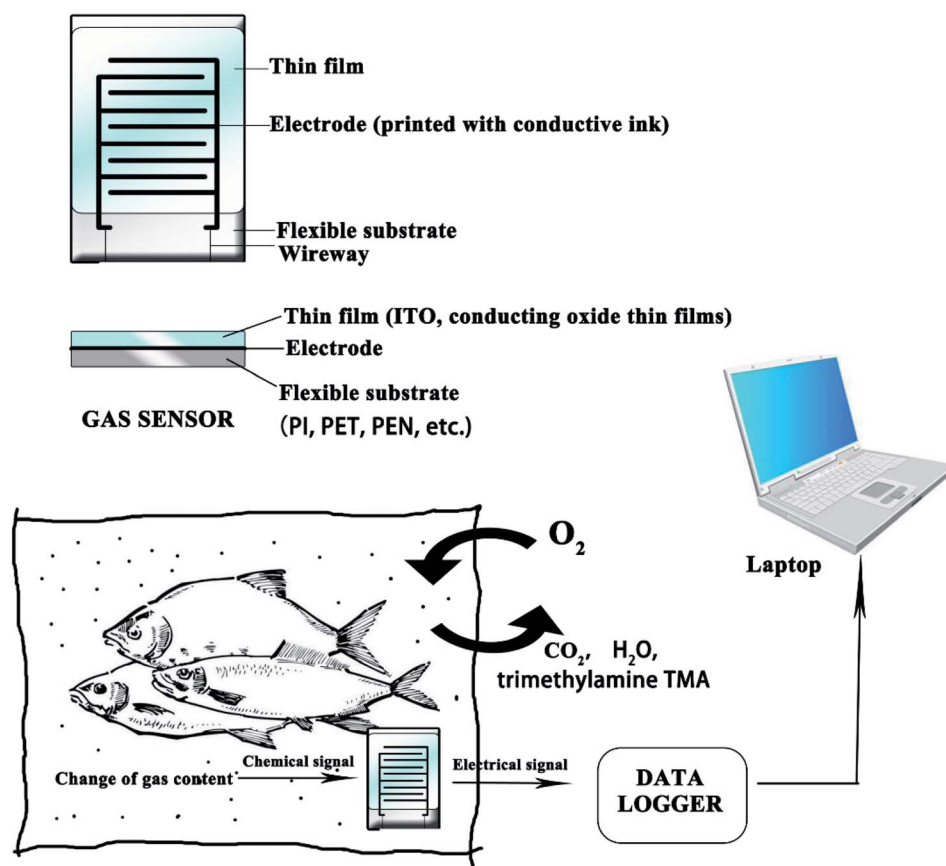 Thin film
Electrode (printed with conductive ink)
Flexible substrate
Wireway
Thin film (ITO, conducting oxide thin films)
Electrode
Flexible substrate
(PI, PET, PEN, etc.)
GAS SENSOR
Laptop
O₂
CO₂, H₂O,
trimethylamine TMA
Change of gas content
Chemical signal
Electrical signal
DATA
LOGGER